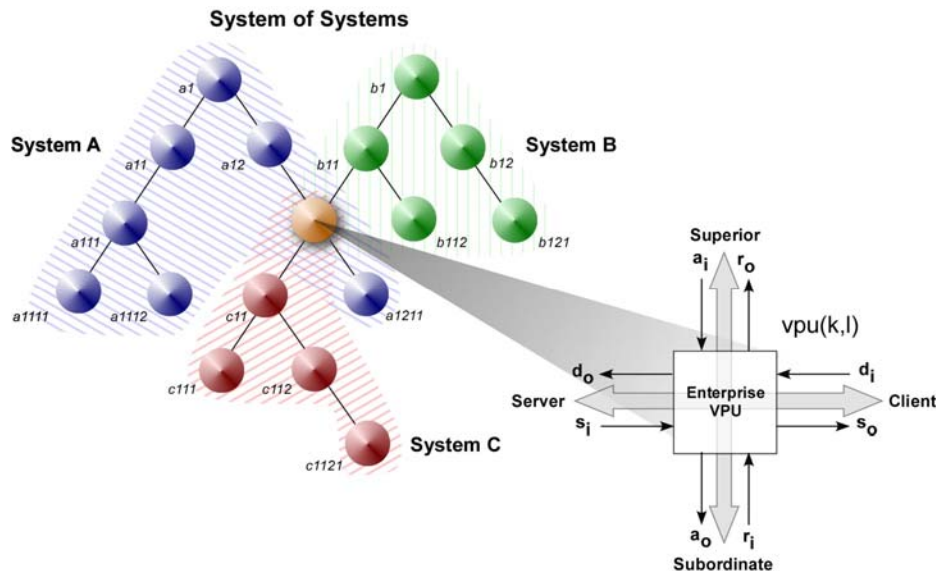 System of Systems
a1
b1
System A
a11
a12
b11
b12
System B
a111
b112
b121
Superior
a1111
a1112
c11
a1211
ai
ro
vpu(k,l)
c111
c112
do
di
Server
Enterprise
VPU
Client
si
so
c1121
System C
ao
ri
Subordinate